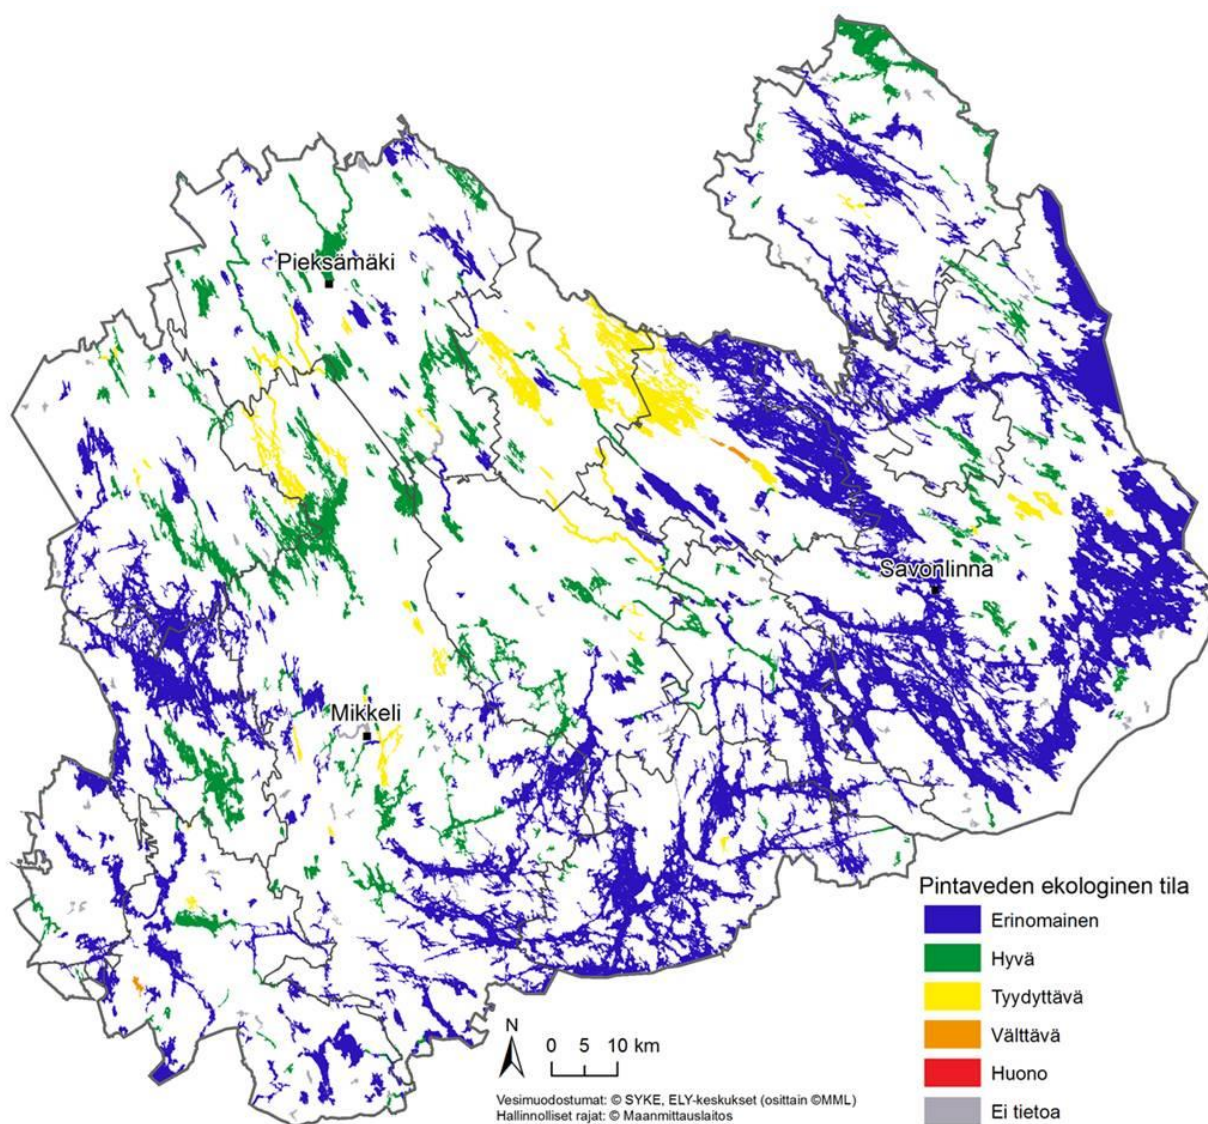 Pieksämäki
Savonlinna
Mikkeli
Pintaveden ekologinen tila
Erinomainen
Hyvä
Tyydyttävä
Välttävä
Huono
Ei tietoa
N
0 5 10 km
Vesimuodostumat: © SYKE, ELY-keskukset (osittain ©MML)
Hallinnolliset rajat: © Maanmittauslaitos